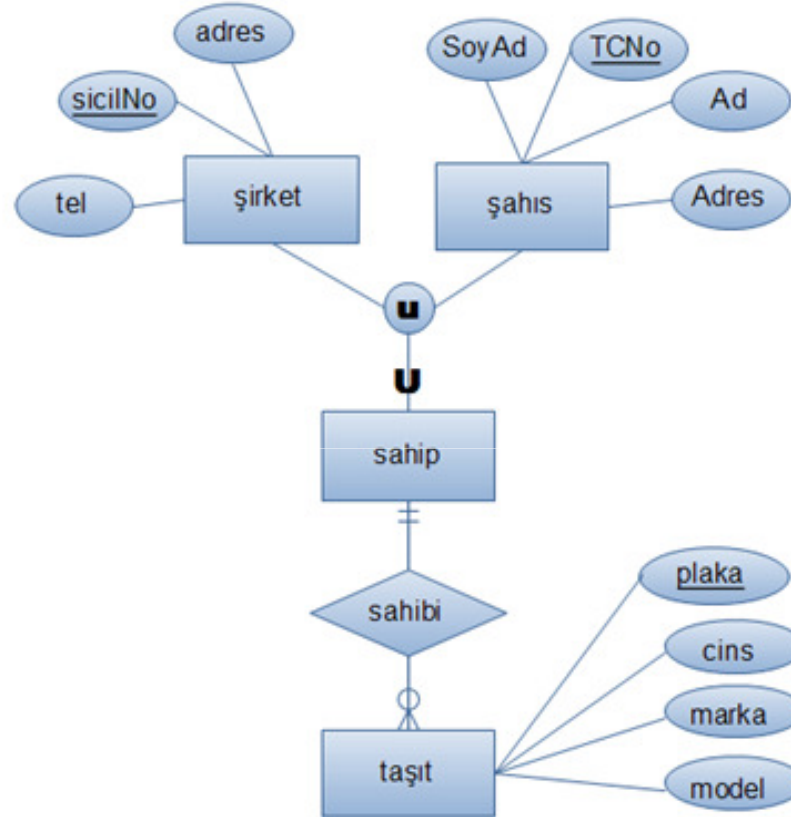 adres
SoyAd
TCNo
sicilNo
Ad
tel
şirket
şahıs
Adres
u
U
sahip
plaka
sahibi
cins
marka
taşıt
model